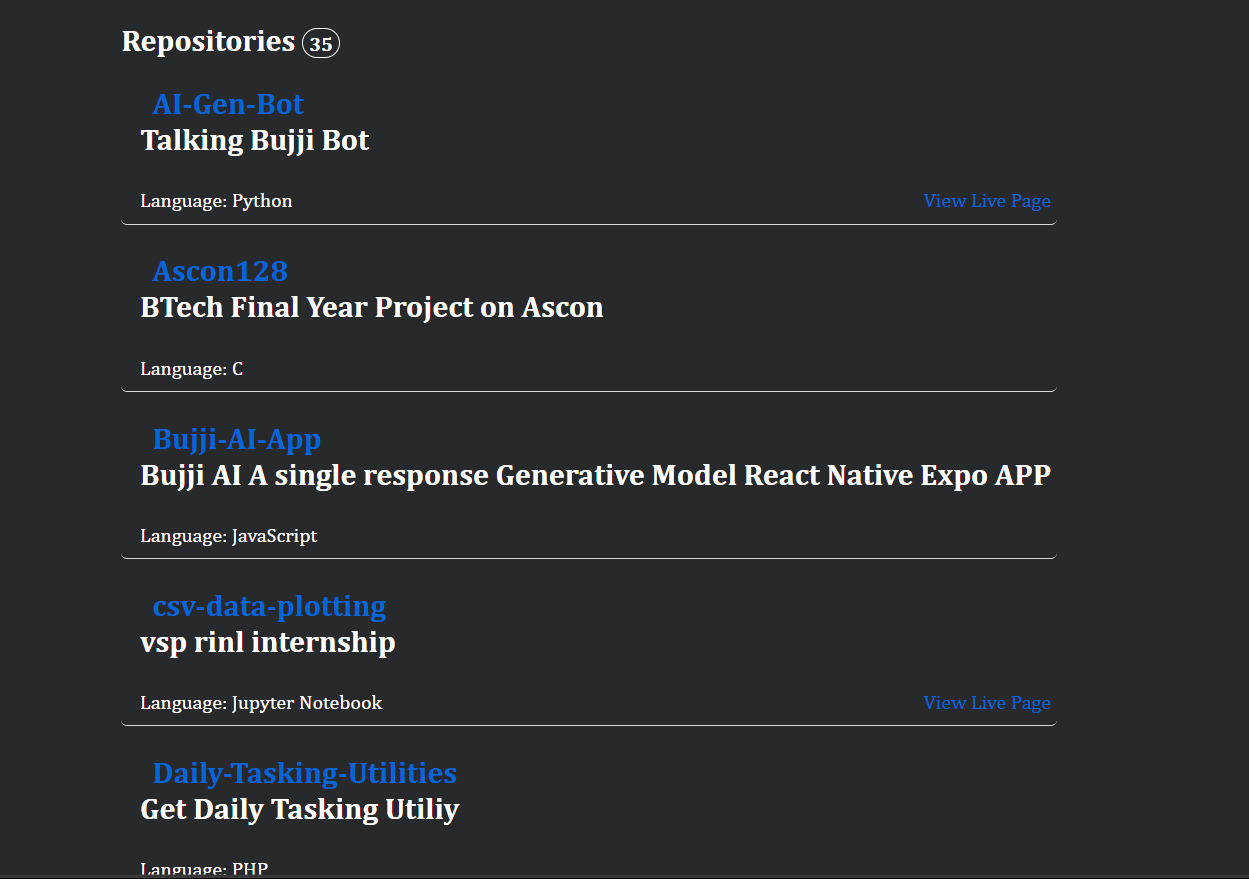 Repositories 35
AI-Gen-Bot
Talking Bujji Bot
Language: Python View Live Page
Ascon128
BTech Final Year Project on Ascon
Language: C
Bujji-AI-App
Bujji AI A single response Generative Model React Native Expo APP
Language: JavaScript
csv-data-plotting
vsp rinl internship
Language: Jupyter Notebook View Live Page
Daily-Tasking-Utilities
Get Daily Tasking Utiliy
Language: PHP